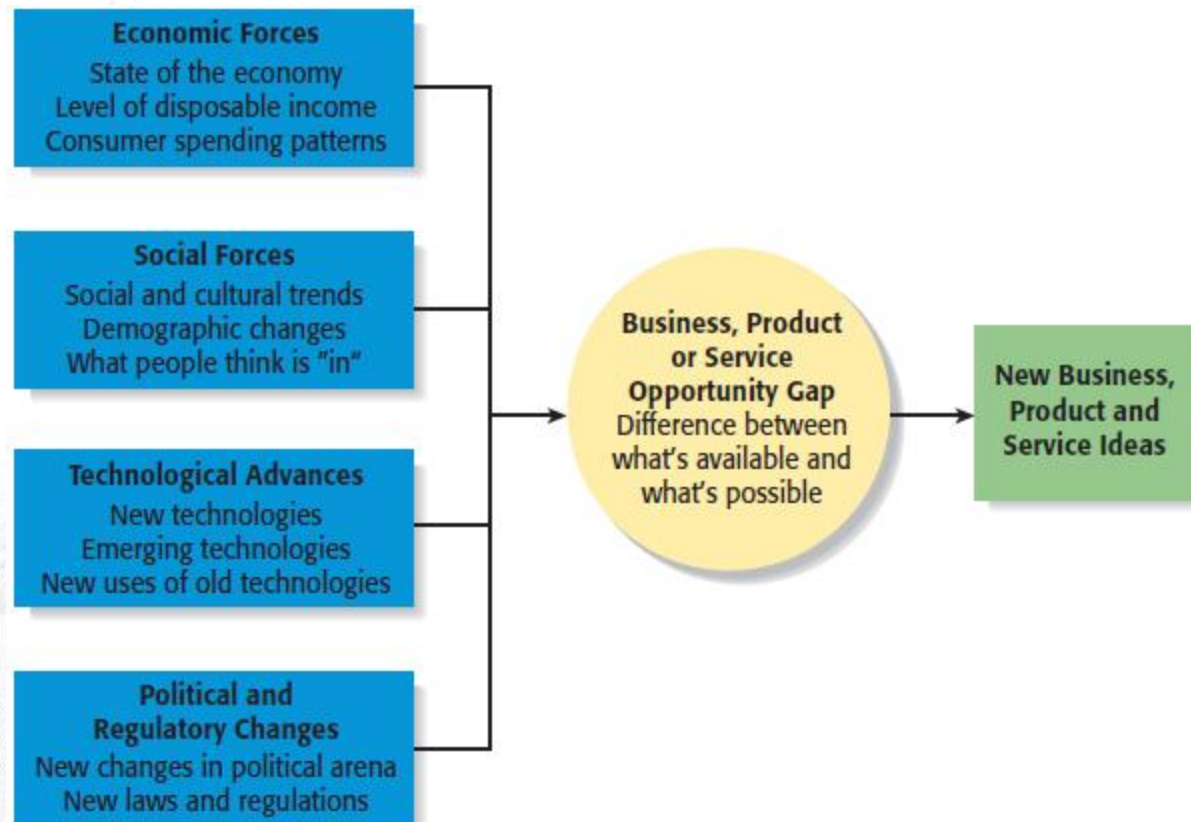 Economic Forces
State of the economy
Level of disposable income
Consumer spending patterns
Social Forces
Social and cultural trends
Demographic changes
What people think is "in"
Technological Advances
New technologies
Emerging technologies
New uses of old technologies
Political and
Regulatory Changes
New changes in political arena
New laws and regulations
Business, Product
or Service
Opportunity Gap
Difference between
what's available and
what's possible
New Business,
Product and
Service Ideas